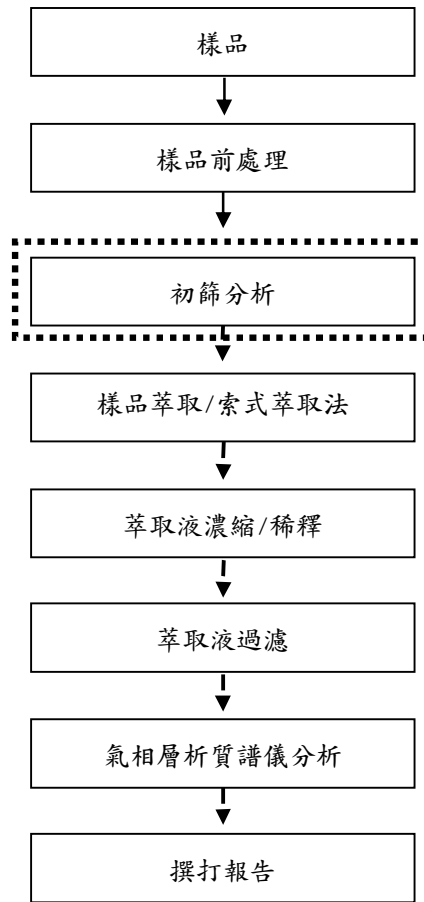 樣品
樣品前處理
初篩分析
樣品萃取/索式萃取法
萃取液濃縮/稀釋
萃取液過濾
氣相層析質譜儀分析
撰打報告